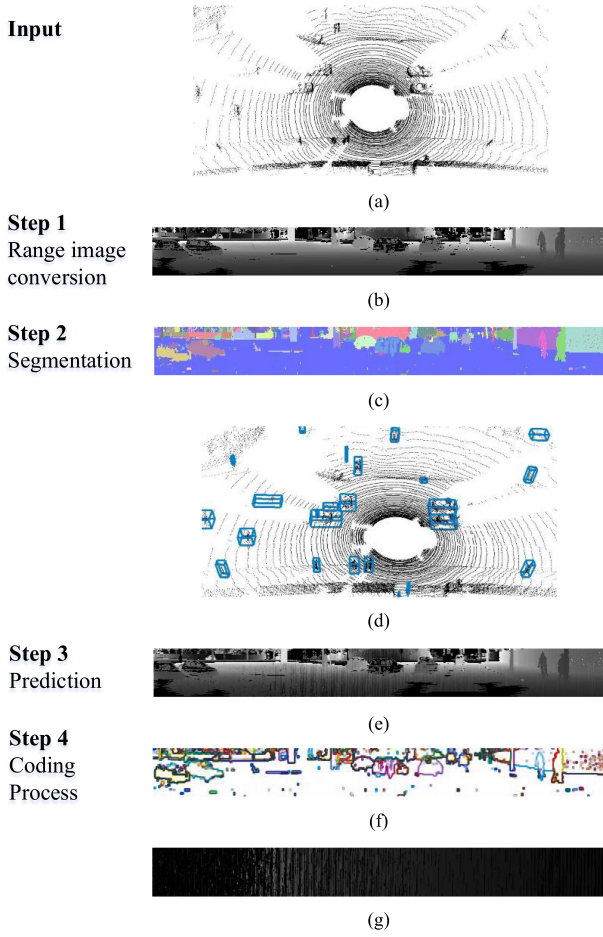 Input
(a)
Step 1
Range image
conversion
(b)
Step 2
Segmentation
(c)
(d)
Step 3
Prediction
(e)
Step 4
Coding
Process
(f)
(g)